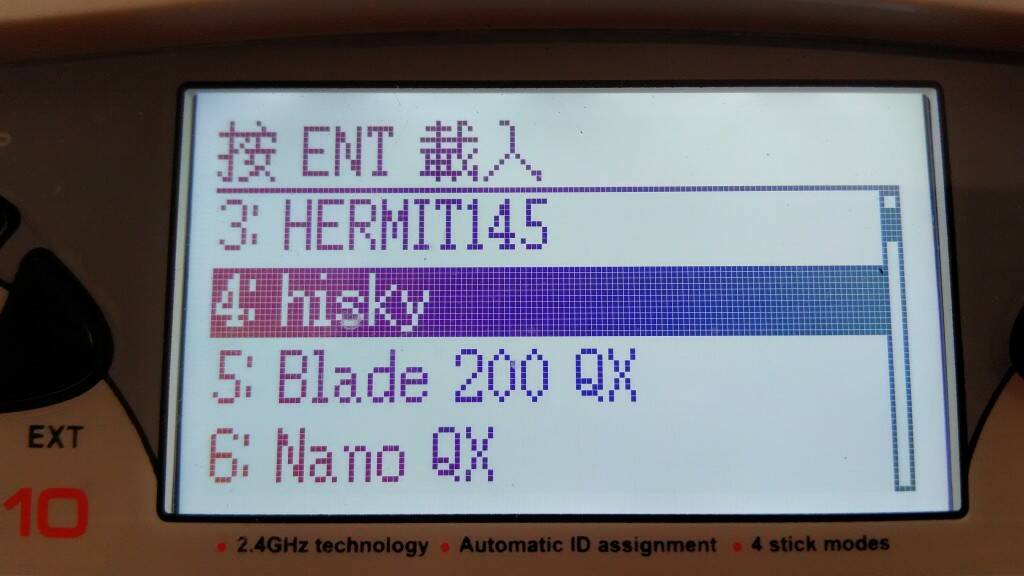 按 ENT 載入
3: HERMIT145
4: hisky
5: Blade 200 QX
6: Nano QX
EXT
10
• 2.4GHz technology • Automatic ID assignment • 4 stick modes